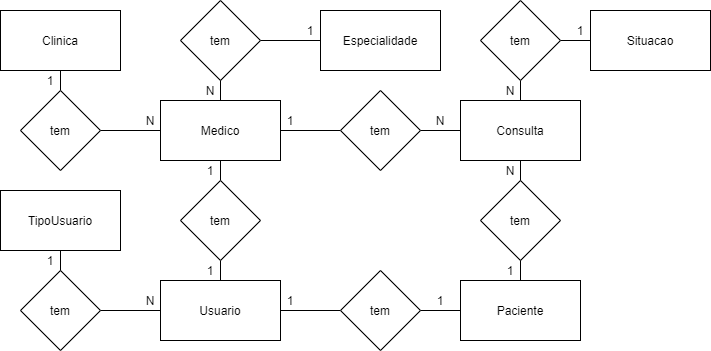 Clinica
tem
1
Especialidade
tem
1
Situacao
1
N
N
tem
N
Medico
1
tem
N
Consulta
1
N
TipoUsuario
tem
tem
1
1
1
tem
N
Usuario
1
tem
1
Paciente